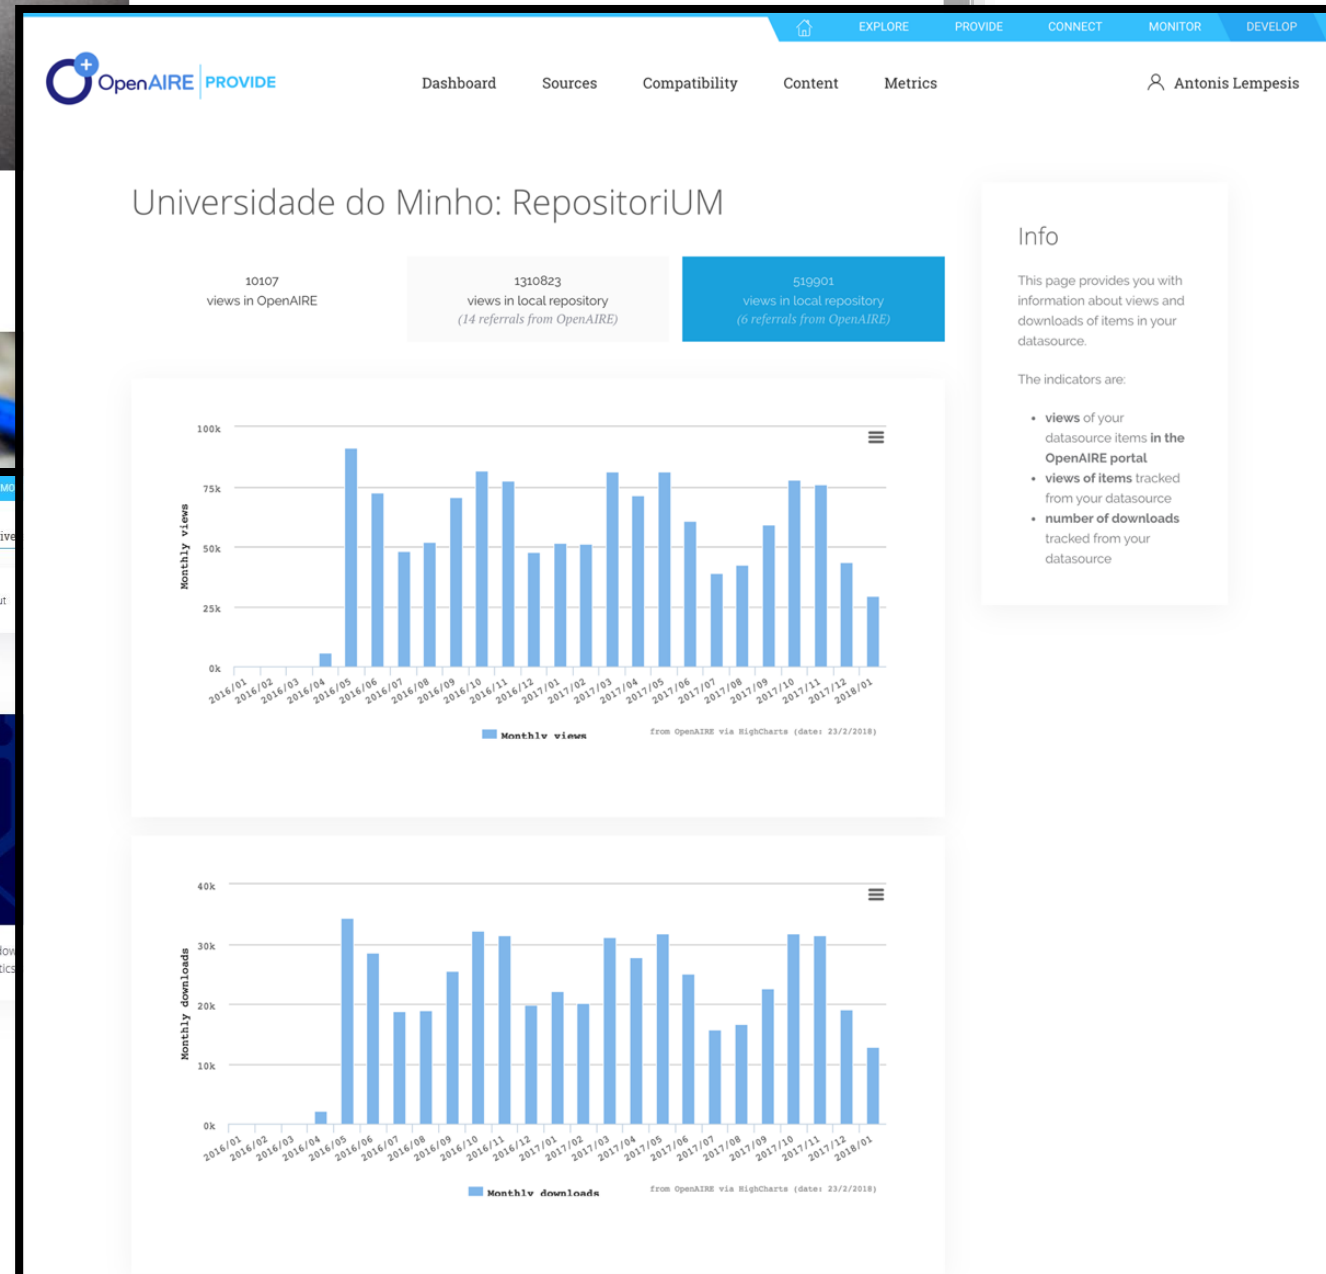 EXPLORE
PROVIDE
CONNECT
MONITOR
DEVELOP
OpenAIRE PROVIDE
Dashboard
Sources
Compatibility
Content
Metrics
Antonis Lempesis
Universidade do Minho: RepositoriUM
10107
views in OpenAIRE
1310823
views in local repository
(14 referrals from OpenAIRE)
519901
views in local repository
(6 referrals from OpenAIRE)
Info
This page provides you with
information about views and
downloads of items in your
datasource.
The indicators are:
• views of your
datasource items in the
OpenAIRE portal
• views of items tracked
from your datasource
• number of downloads
tracked from your
datasource
100k
75k
50k
25k
0k
Monthly views
2016/01
2016/02
2016/03
2016/04
2016/05
2016/06
2016/07
2016/08
2016/09
2016/10
2016/11
2016/12
2017/01
2017/02
2017/03
2017/04
2017/05
2017/06
2017/07
2017/08
2017/09
2017/10
2017/11
2017/12
2018/01
Monthly views
from OpenAIRE via HighCharts (date: 23/2/2018)
40k
30k
20k
10k
0k
Monthly downloads
2016/01
2016/02
2016/03
2016/04
2016/05
2016/06
2016/07
2016/08
2016/09
2016/10
2016/11
2016/12
2017/01
2017/02
2017/03
2017/04
2017/05
2017/06
2017/07
2017/08
2017/09
2017/10
2017/11
2017/12
2018/01
Monthly downloads
from OpenAIRE via HighCharts (date: 23/2/2018)